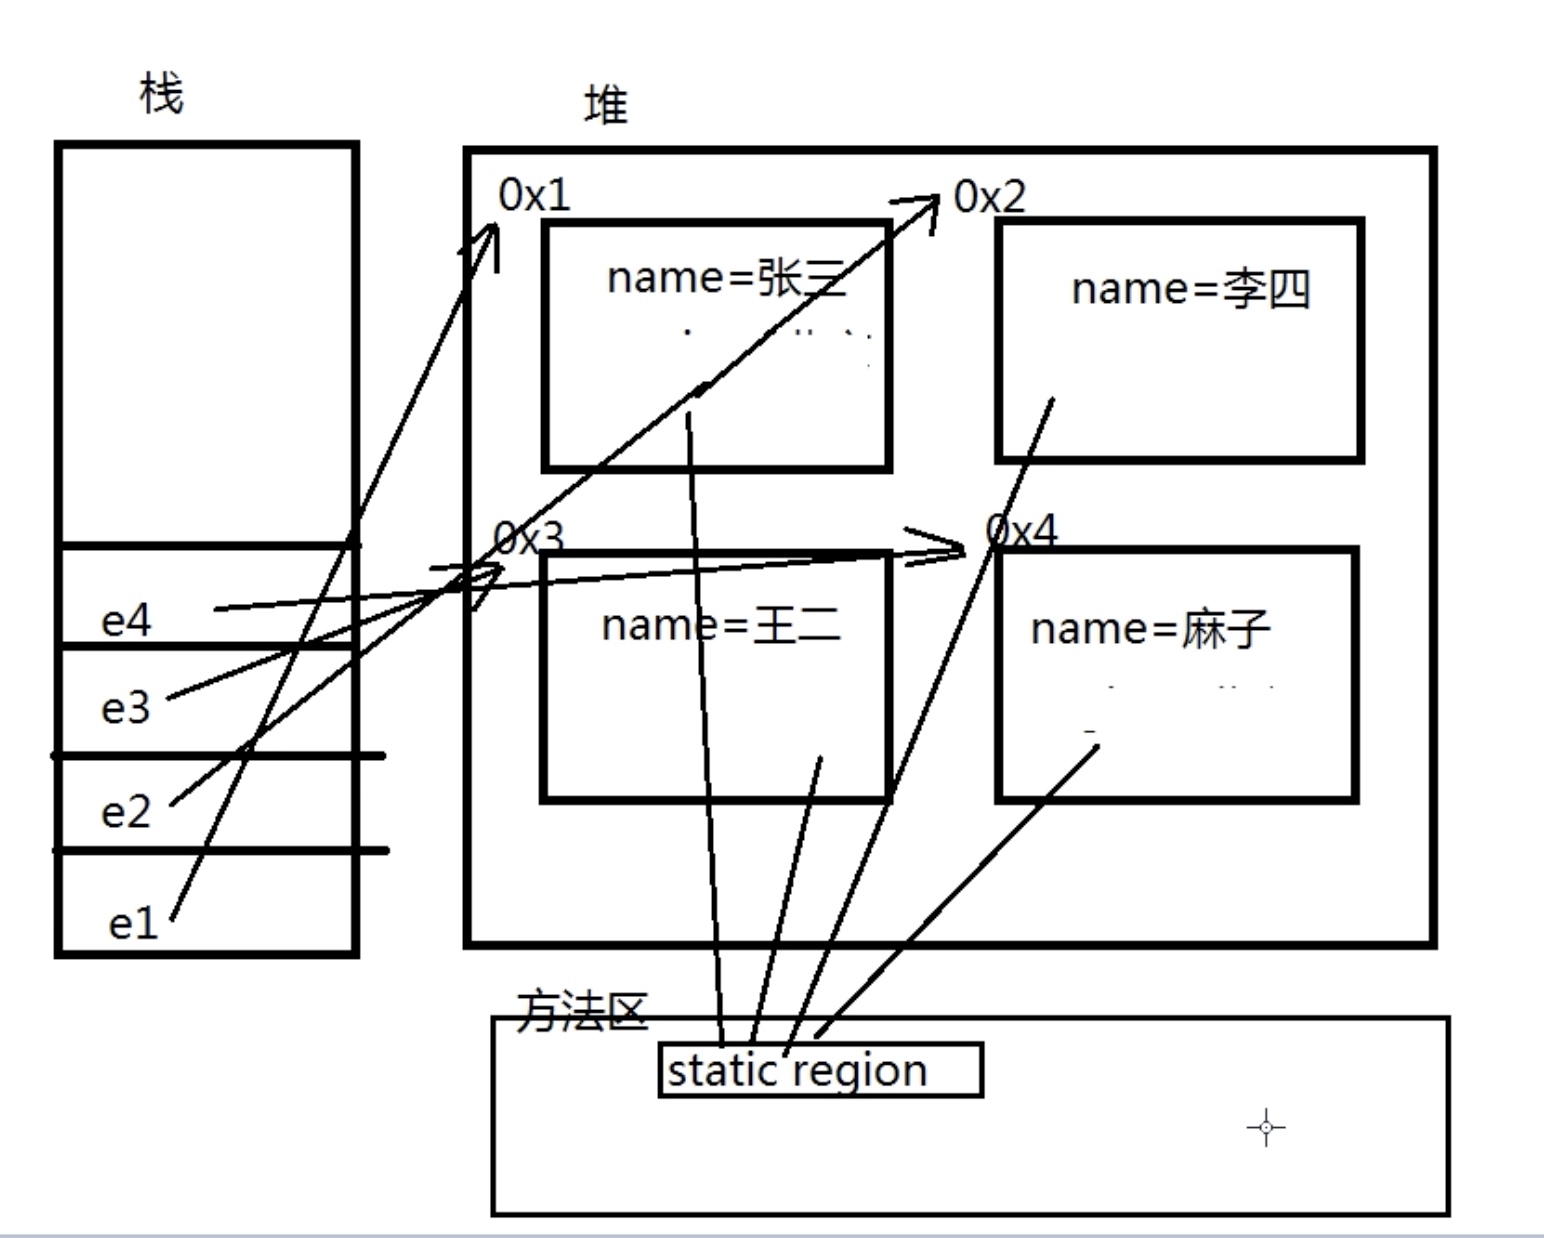 栈
堆
0x1
0x2
name=张三
name=李四
0x3
0x4
name=王二
name=麻子
e4
e3
e2
e1
方法区
static region